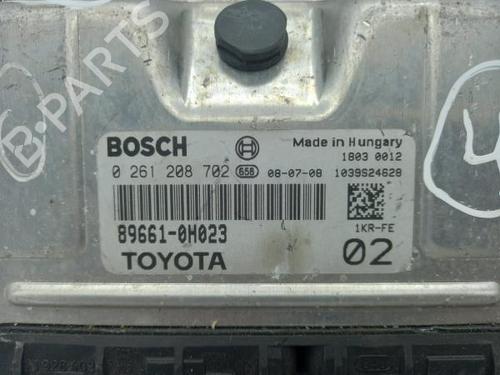 B-PARTS
BOSCH
Made in Hungary
1803 0012
0 261 208 702 658 08-07-08 1039S24628
89661-0H023
1KR-FE
TOYOTA
02
4